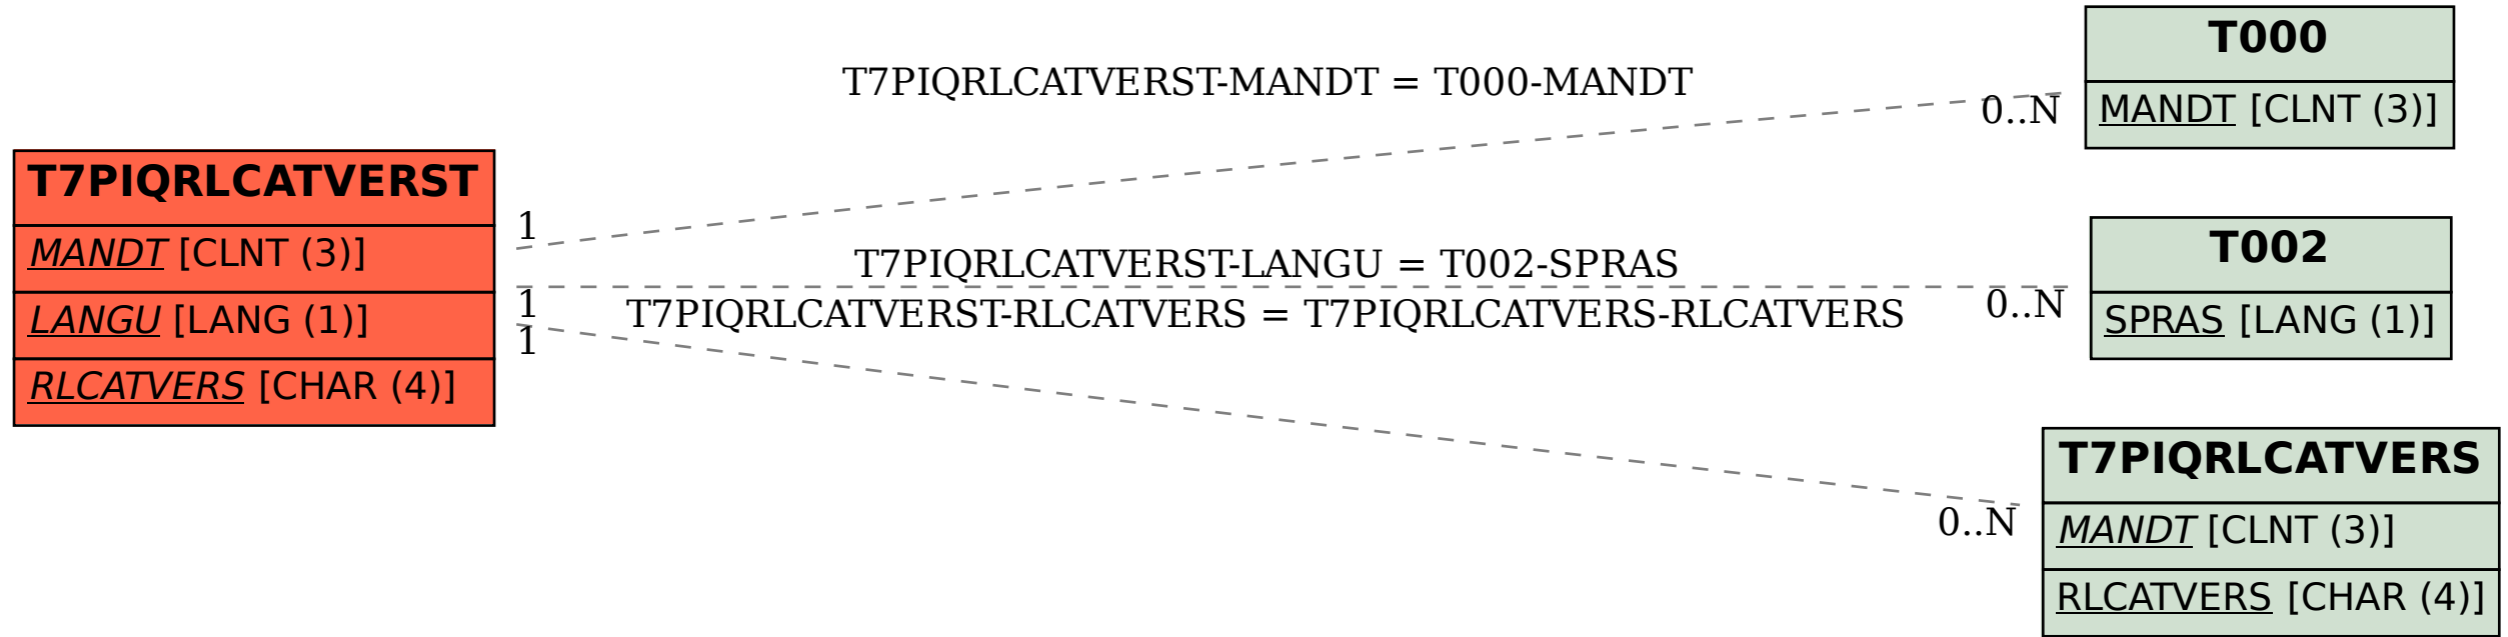 T7PIQRLCATVERST
MANDT [CLNT (3)]
LANGU [LANG (1)]
RLCATVERS [CHAR (4)]
T7PIQRLCATVERST-MANDT = T000-MANDT
1
0..N
T7PIQRLCATVERST-LANGU = T002-SPRAS
1
0..N
T7PIQRLCATVERST-RLCATVERS = T7PIQRLCATVERS-RLCATVERS
1
0..N
T000
MANDT [CLNT (3)]
T002
SPRAS [LANG (1)]
T7PIQRLCATVERS
MANDT [CLNT (3)]
RLCATVERS [CHAR (4)]